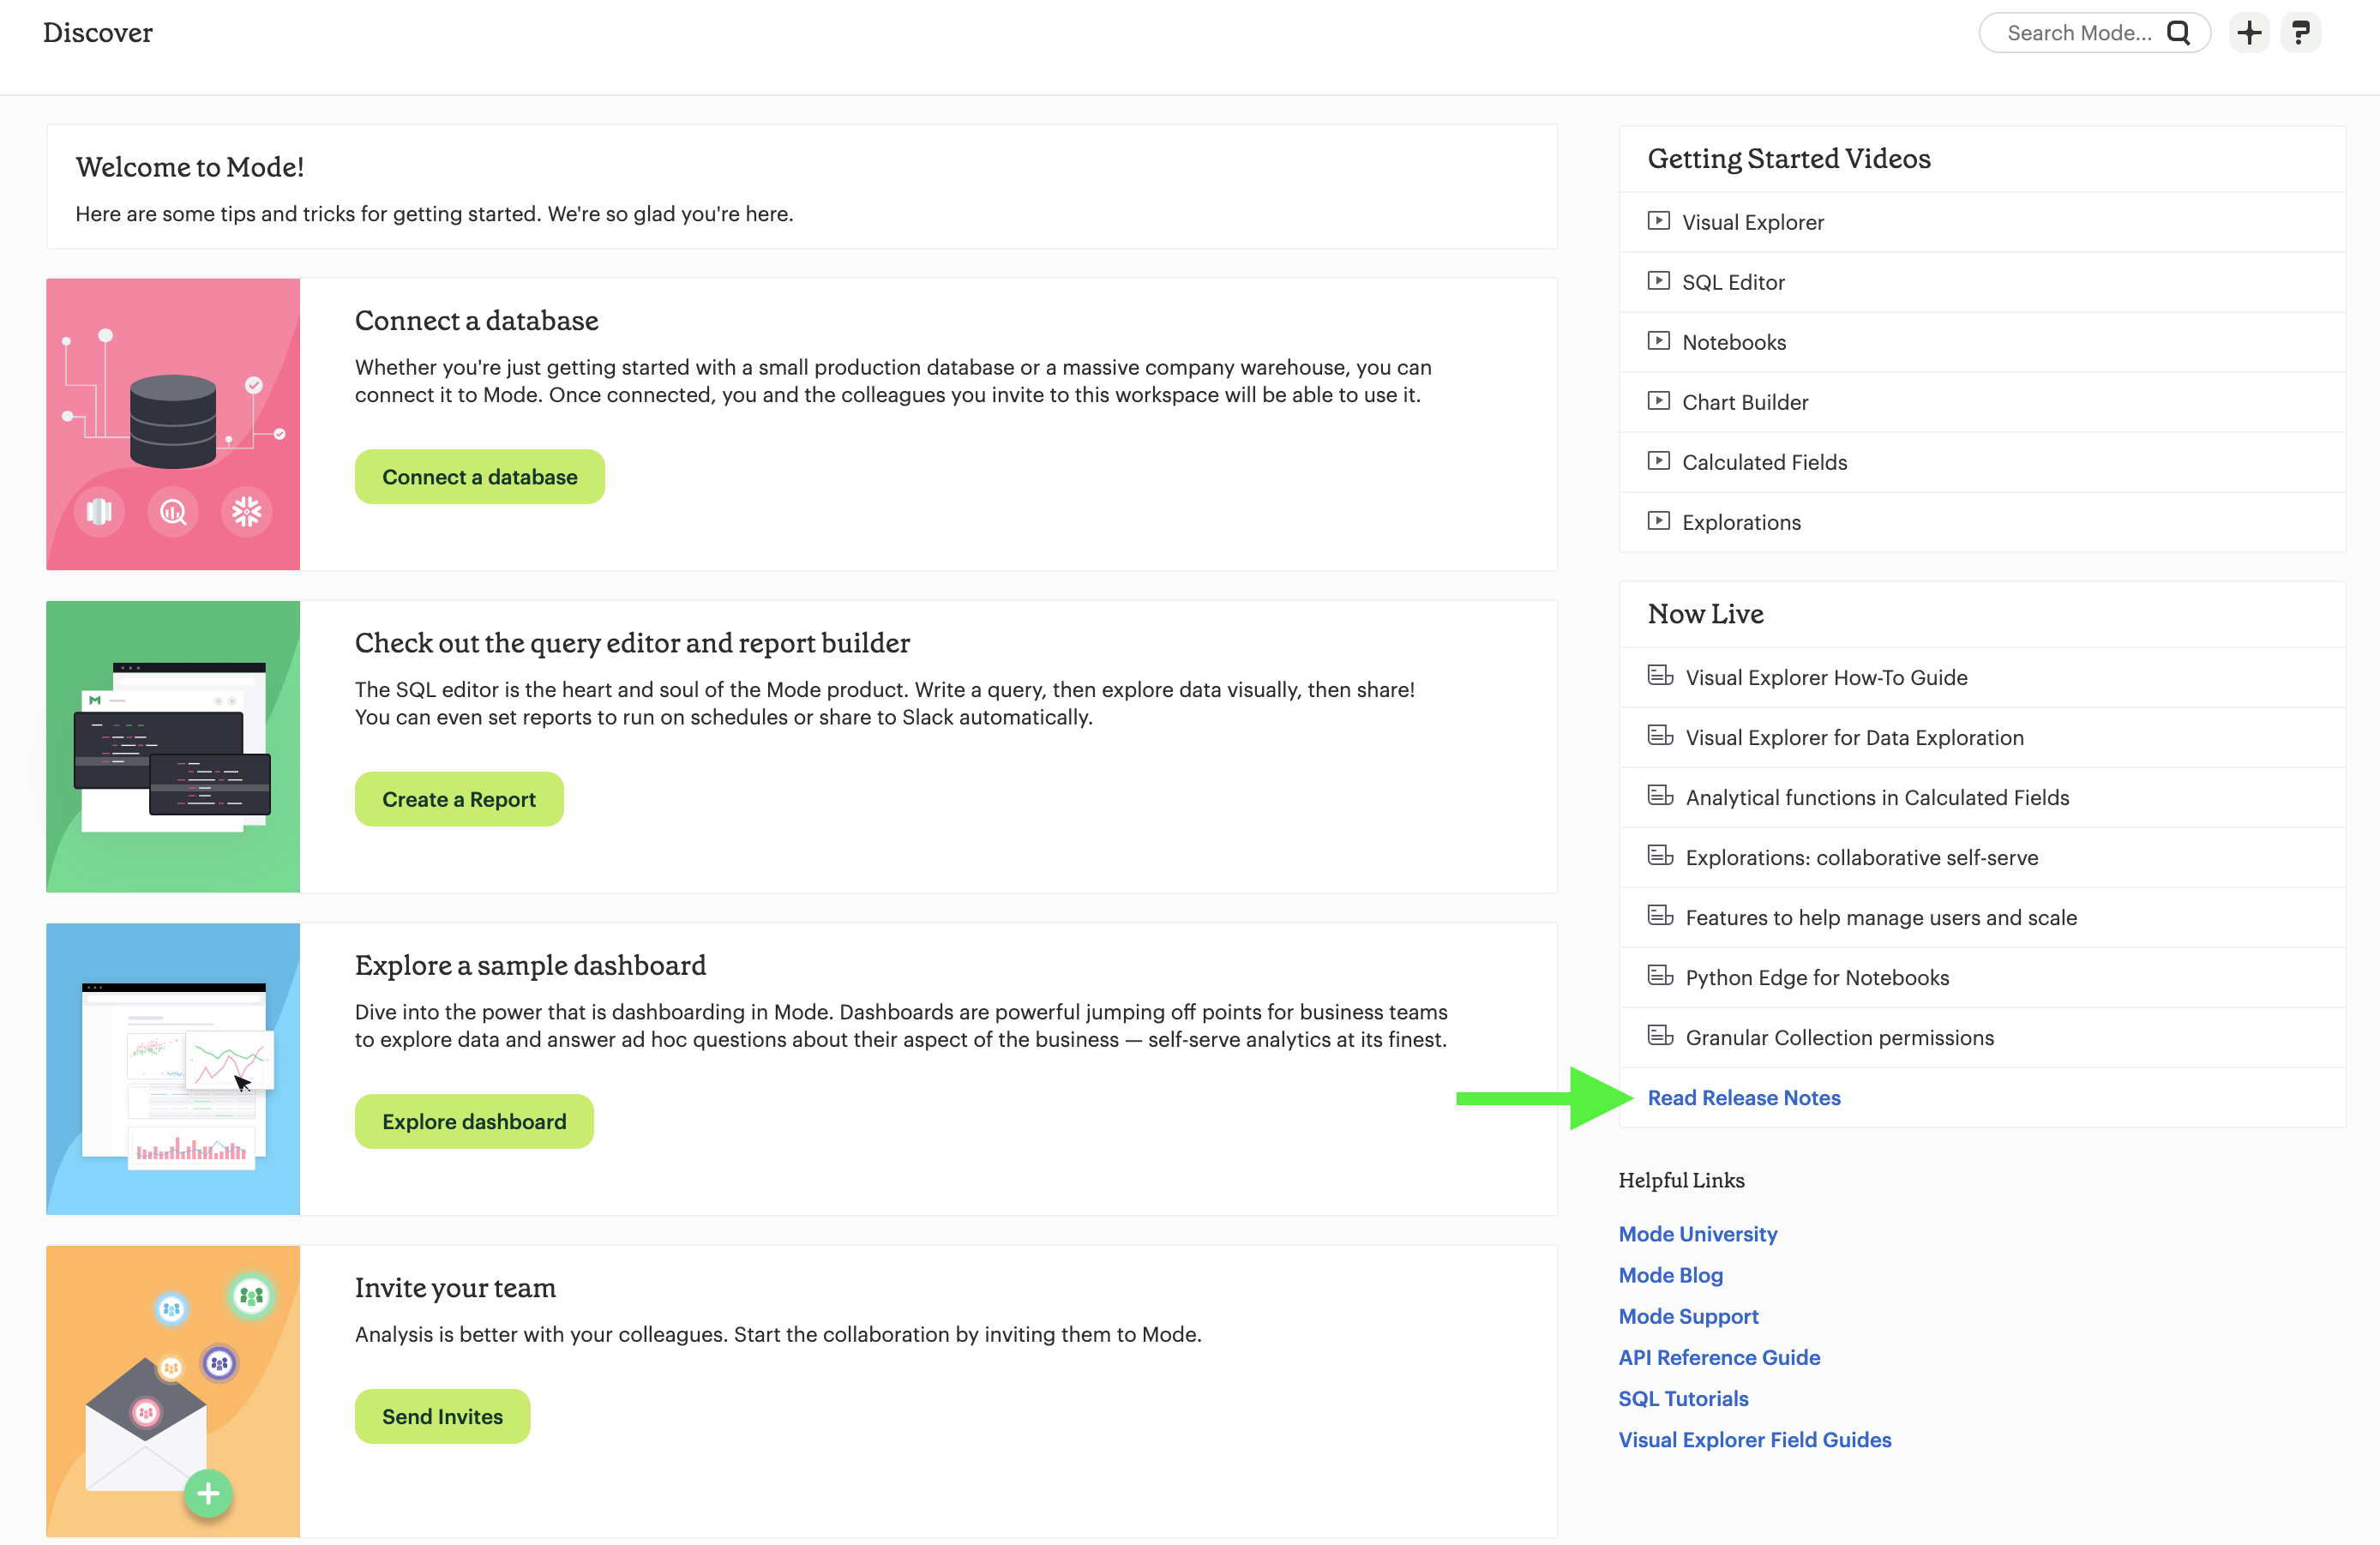 Discover
Search Mode...
Welcome to Mode!
Here are some tips and tricks for getting started. We're so glad you're here.
Connect a database
Whether you're just getting started with a small production database or a massive company warehouse, you can
connect it to Mode. Once connected, you and the colleagues you invite to this workspace will be able to use it.
Connect a database
Check out the query editor and report builder
The SQL editor is the heart and soul of the Mode product. Write a query, then explore data visually, then share!
You can even set reports to run on schedules or share to Slack automatically.
Create a Report
Explore a sample dashboard
Dive into the power that is dashboarding in Mode. Dashboards are powerful jumping off points for business teams
to explore data and answer ad hoc questions about their aspect of the business — self-serve analytics at its finest.
Explore dashboard
Invite your team
Analysis is better with your colleagues. Start the collaboration by inviting them to Mode.
Send Invites
Getting Started Videos
Visual Explorer
SQL Editor
Notebooks
Chart Builder
Calculated Fields
Explorations
Now Live
Visual Explorer How-To Guide
Visual Explorer for Data Exploration
Analytical functions in Calculated Fields
Explorations: collaborative self-serve
Features to help manage users and scale
Python Edge for Notebooks
Granular Collection permissions
Read Release Notes
Helpful Links
Mode University
Mode Blog
Mode Support
API Reference Guide
SQL Tutorials
Visual Explorer Field Guides